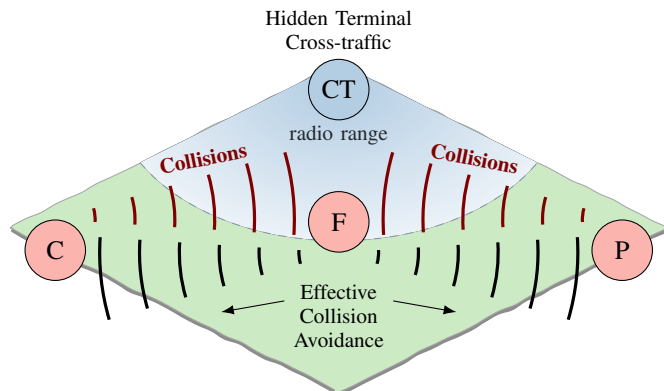 Hidden Terminal
Cross-traffic
CT
radio range
Collisions
Collisions
F
C
P
Effective
Collision
Avoidance